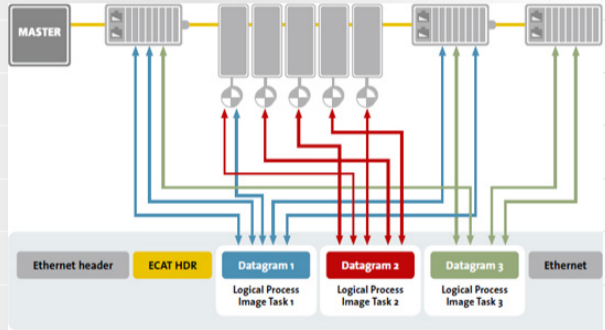 MASTER
Ethernet header
ECAT HDR
Datagram 1
Datagram 2
Datagram 3
Ethernet
Logical Process
Image Task 1
Logical Process
Image Task 2
Logical Process
Image Task 3